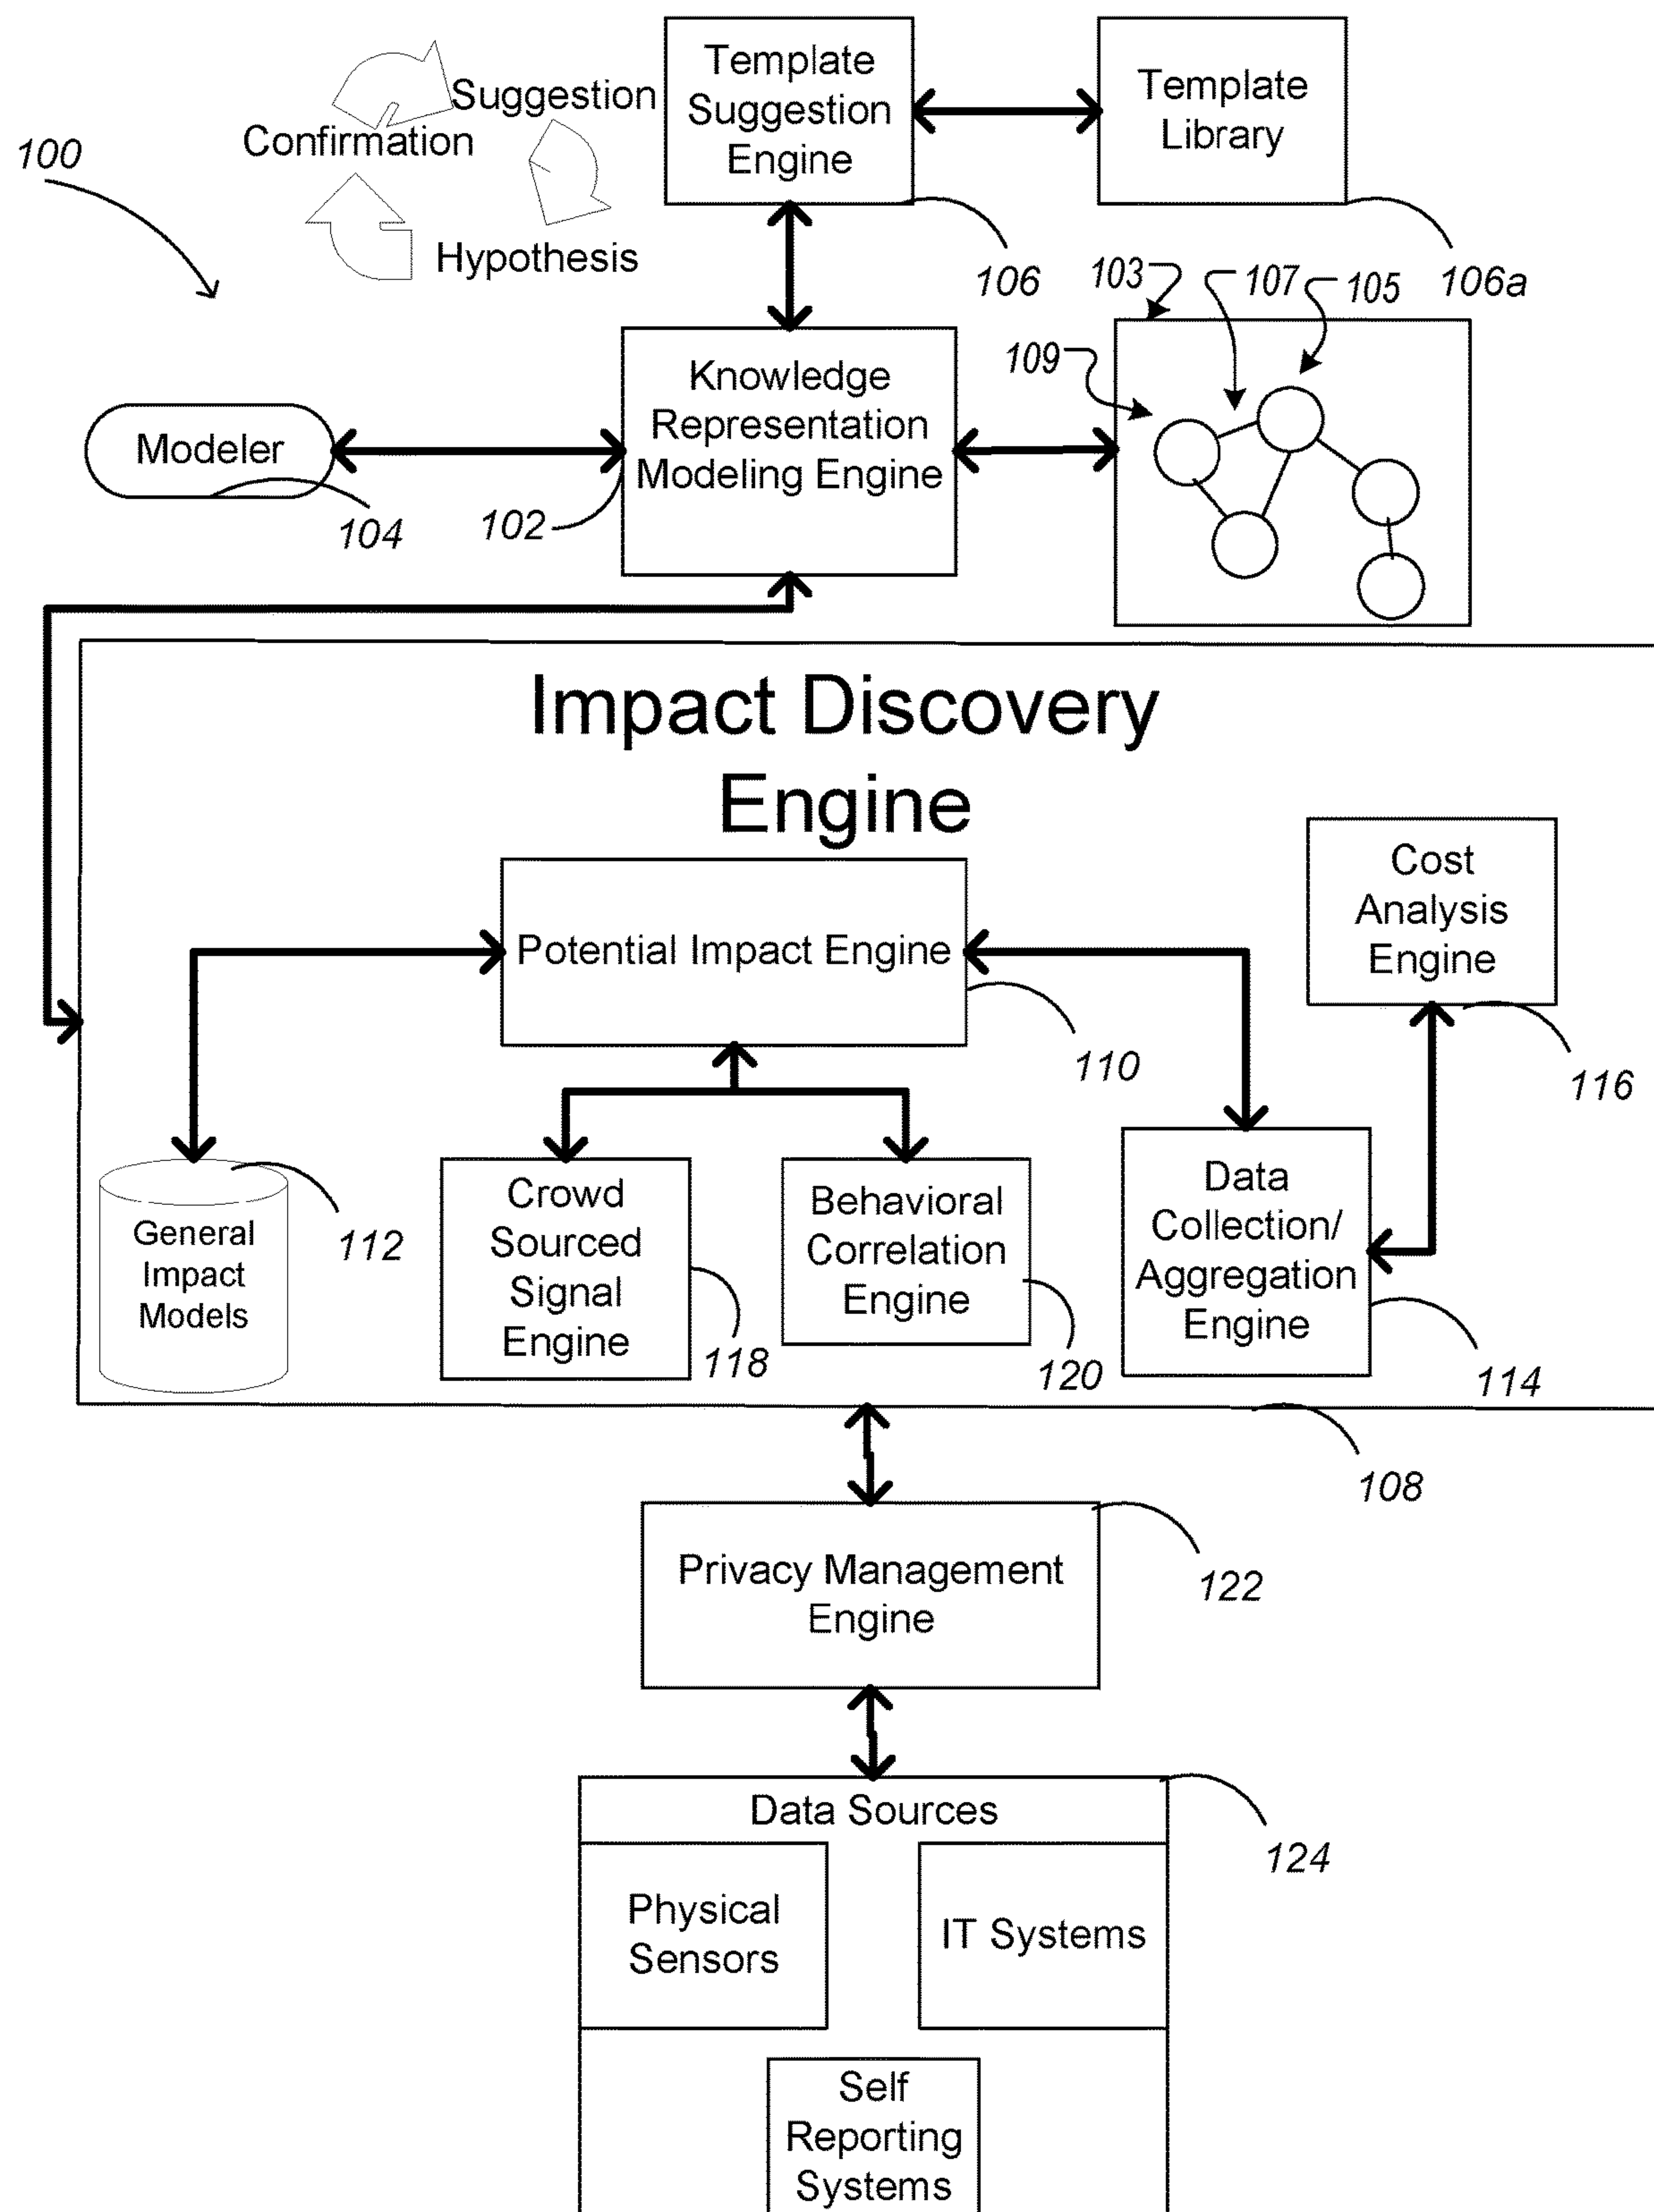 Template
Suggestion
Engine
Template
Library
Suggestion
Confirmation
Hypothesis
100
106
106a
103
107
105
109
Knowledge
Representation
Modeling Engine
Modeler
104
102
Impact Discovery
Engine
Cost
Analysis
Engine
Potential Impact Engine
110
116
General
Impact
Models
112
Crowd
Sourced
Signal
Engine
118
Behavioral
Correlation
Engine
120
Data
Collection/
Aggregation
Engine
114
108
Privacy Management
Engine
122
Data Sources
124
Physical
Sensors
IT Systems
Self
Reporting
Systems